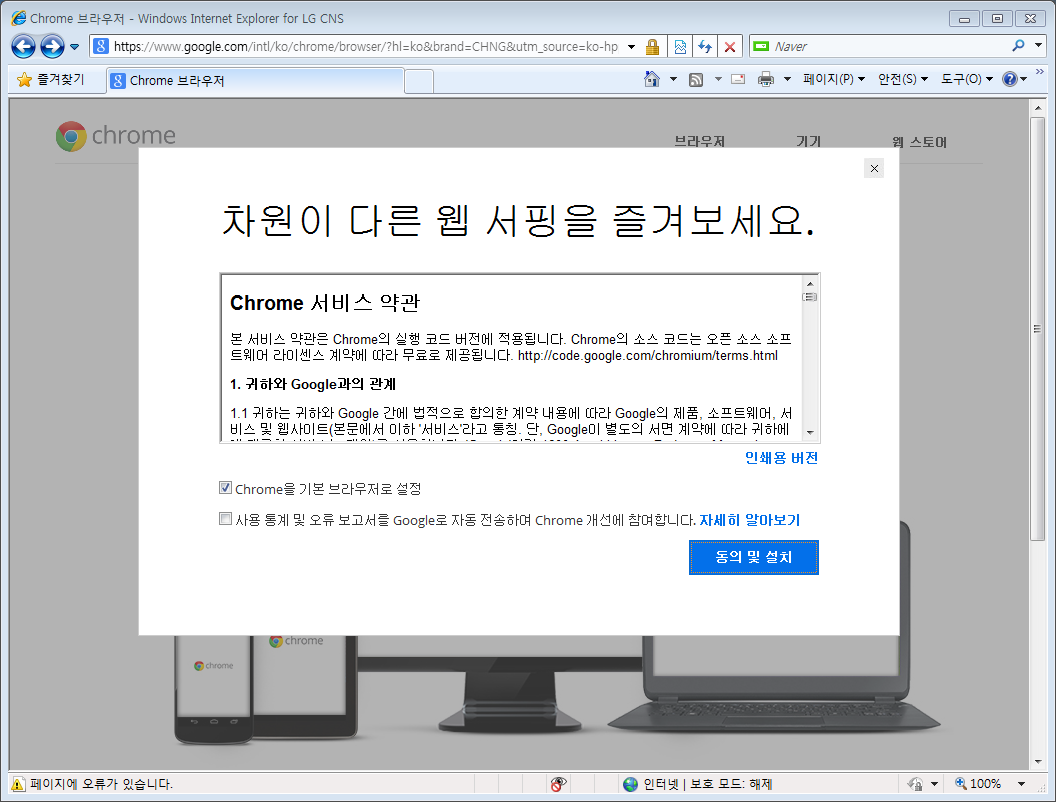 Chrome 브라우저 - Windows Internet Explorer for LG CNS
https://www.google.com/intl/ko/chrome/browser/?hl=ko&brand=CHNG&utm_source=ko-hp
Naver
즐겨찾기
Chrome 브라우저
페이지(P)
안전(S)
도구(O)
chrome
브라우저
기기
웹 스토어
차원이 다른 웹 서핑을 즐겨보세요.
Chrome 서비스 약관
본 서비스 약관은 Chrome의 실행 코드 버전에 적용됩니다. Chrome의 소스 코드는 오픈 소스 소프
트웨어 라이센스 계약에 따라 무료로 제공됩니다. http://code.google.com/chromium/terms.html
1. 귀하와 Google과의 관계
1.1 귀하는 귀하와 Google 간에 법적으로 합의한 계약 내용에 따라 Google의 제품, 소프트웨어, 서
비스 및 웹사이트(본문에서 이하 '서비스'라고 통칭. 단, Google이 별도의 서면 계약에 따라 귀하에
인쇄용 버전
Chrome을 기본 브라우저로 설정
사용 통계 및 오류 보고서를 Google로 자동 전송하여 Chrome 개선에 참여합니다. 자세히 알아보기
동의 및 설치
chrome
chrome
페이지에 오류가 있습니다.
인터넷 | 보호 모드: 해제
100%